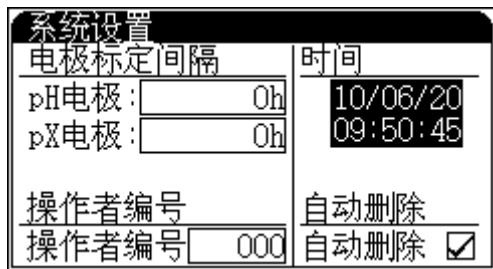 系统设置
电极标定间隔 时间
pH电极: 0h 10/06/20
pX电极: 0h 09:50:45
操作者编号 自动删除
操作者编号 000 自动删除 ☑